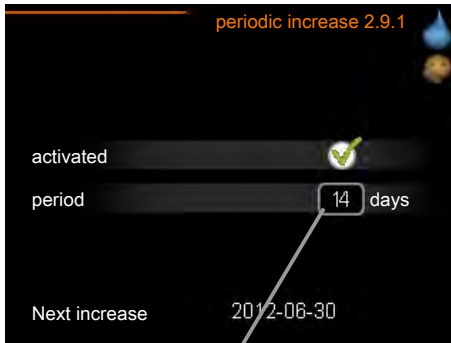 periodic increase 2.9.1
activated
period 14 days
Next increase 2012-06-30